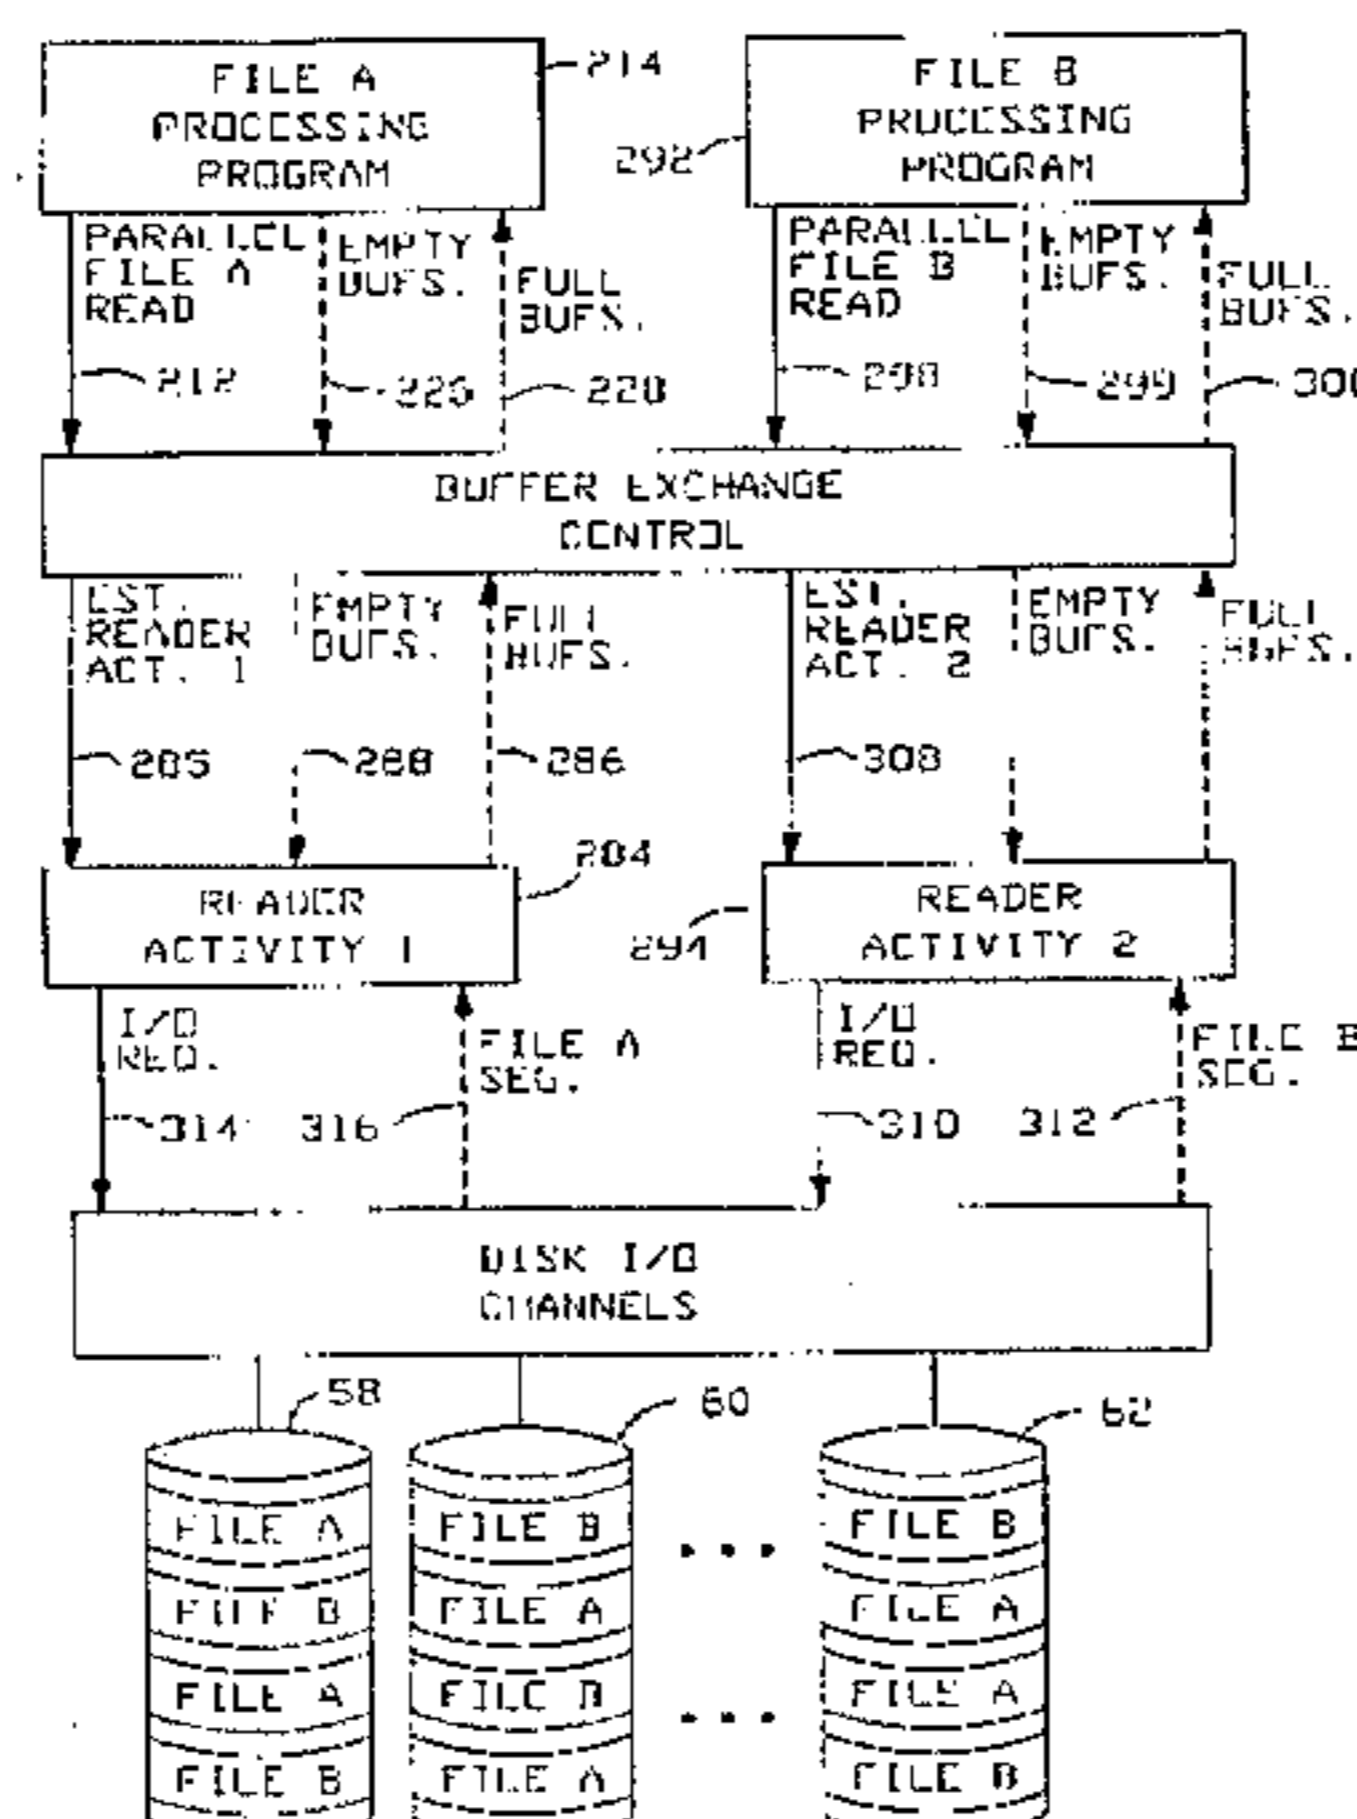 FILE A
PROCESSING
PROGRAM
214
FILE B
PROCESSING
PROGRAM
292
PARALLEL
FILE A
READ
EMPTY
BUFS.
FULL
BUFS.
PARALLEL
FILE B
READ
EMPTY
BUFS.
FULL
BUFS.
212
298
299
BUFFER EXCHANGE
CONTROL
EST.
READER
ACT. 1
EMPTY
BUFS.
FULL
BUFS.
EST.
READER
ACT. 2
EMPTY
BUFS.
FULL
BUFS.
288
286
308
READER
ACTIVITY 1
284
READER
ACTIVITY 2
294
I/O
REQ.
FILE A
SEG.
I/O
REQ.
FILE B
SEG.
314
316
310
312
DISK I/O
CHANNELS
58
60
62
FILE A
FILE B
FILE B
FILE B
FILE A
FILE A
FILE A
FILE B
FILE A
FILE B
FILE A
FILE B